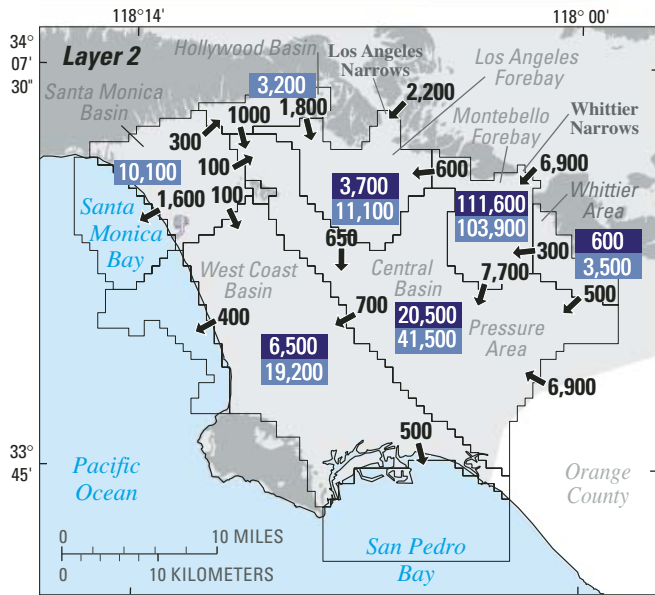 118° 14'
118° 00'
34°
07'
30"
Layer 2
Hollywood Basin
Los Angeles
Narrows
Los Angeles
Forebay
3,200
Santa Monica
Basin
1000
1,800
2,200
Montebello
Forebay
Whittier
Narrows
300
100
600
6,900
10,100
3,700
11,100
111,600
103,900
Whittier
Area
1,600
100
Santa
Monica
Bay
650
600
3,500
West Coast
Basin
Central
Basin
300
7,700
500
400
700
20,500
41,500
Pressure
Area
6,500
19,200
6,900
500
33°
45'
Pacific
Ocean
Orange
County
0 10 MILES
0 10 KILOMETERS
San Pedro
Bay